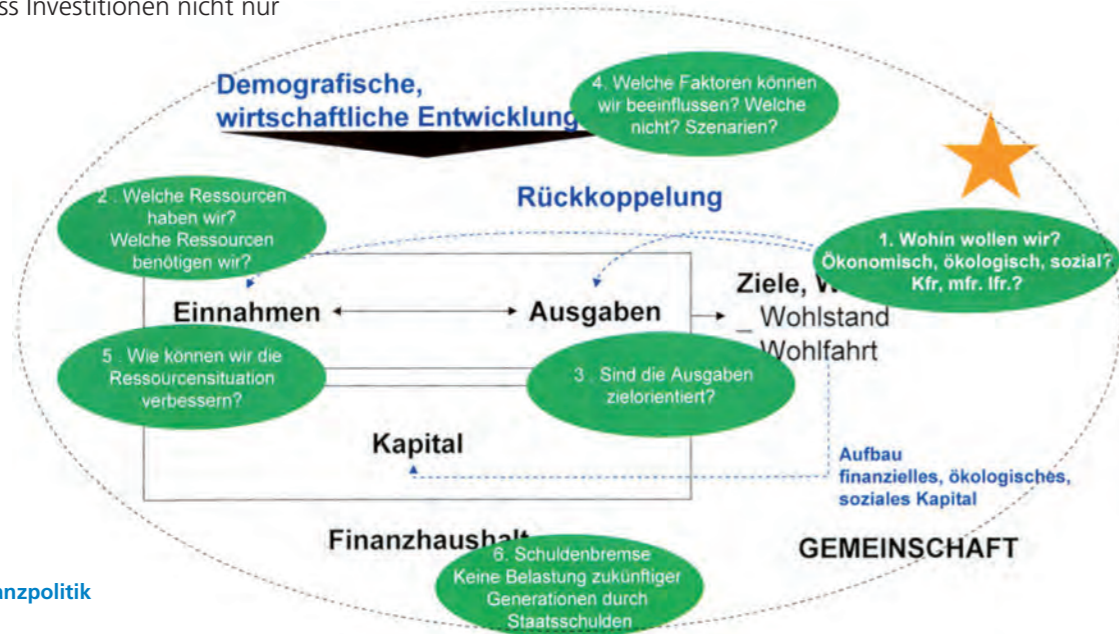 ss Investitionen nicht nur
Demografische,
wirtschaftliche Entwicklung
4. Welche Faktoren können
wir beeinflussen? Welche
nicht? Szenarien?
2 . Welche Ressourcen
haben wir?
Welche Ressourcen
benötigen wir?
Rückkoppelung
1. Wohin wollen wir?
Ökonomisch, ökologisch, sozial?
Kfr, mfr. lfr.?
Einnahmen
Ausgaben
Ziele, W
_ Wohlstand
_ Wohlfahrt
5 . Wie können wir die
Ressourcensituation
verbessern?
3 . Sind die Ausgaben
zielorientiert?
Kapital
Aufbau
finanzielles, ökologisches,
soziales Kapital
Finanzhaushalt
6. Schuldenbremse
Keine Belastung zukünftiger
Generationen durch
Staatsschulden
GEMEINSCHAFT
anzpolitik